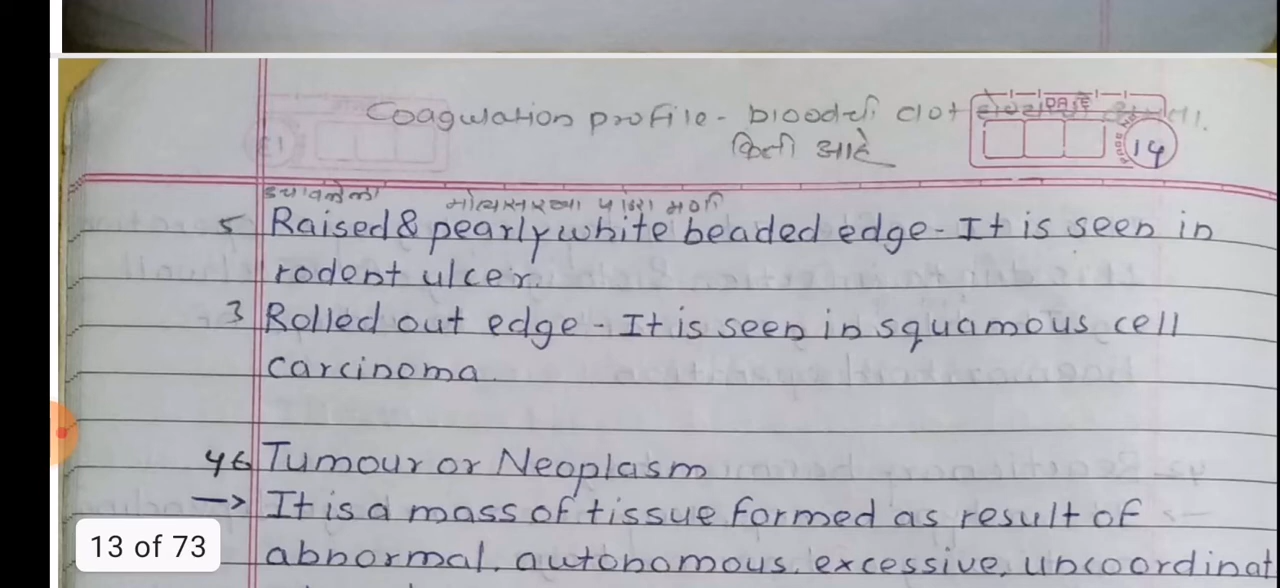 Coagulation profile - bloodची clot
किती आहे
DATE
14
5 Raised & pearly white beaded edge - It is seen in
rodent ulcer.
3 Rolled out edge - It is seen in squamous cell
carcinoma
46 Tumour or Neoplasm
→ It is a mass of tissue formed as result of
abnormal, autonomous, excessive, uncoordinat
13 of 73